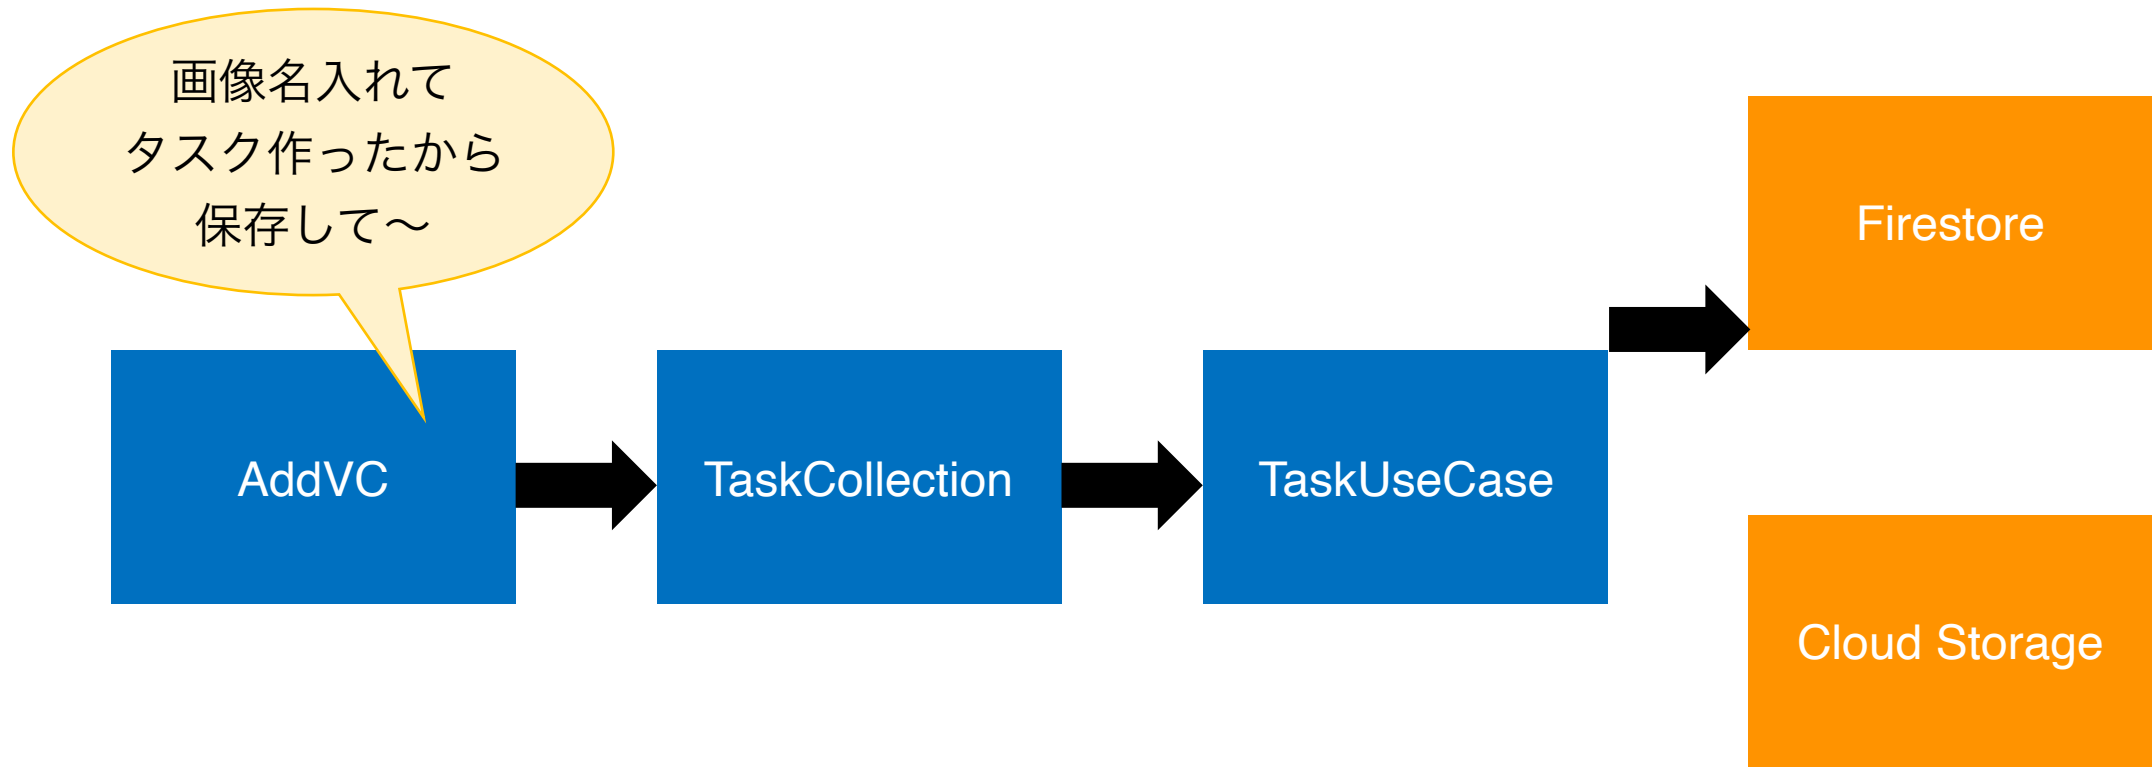 画像名入れて
タスク作ったから
保存して〜
Firestore
AddVC
TaskCollection
TaskUseCase
Cloud Storage